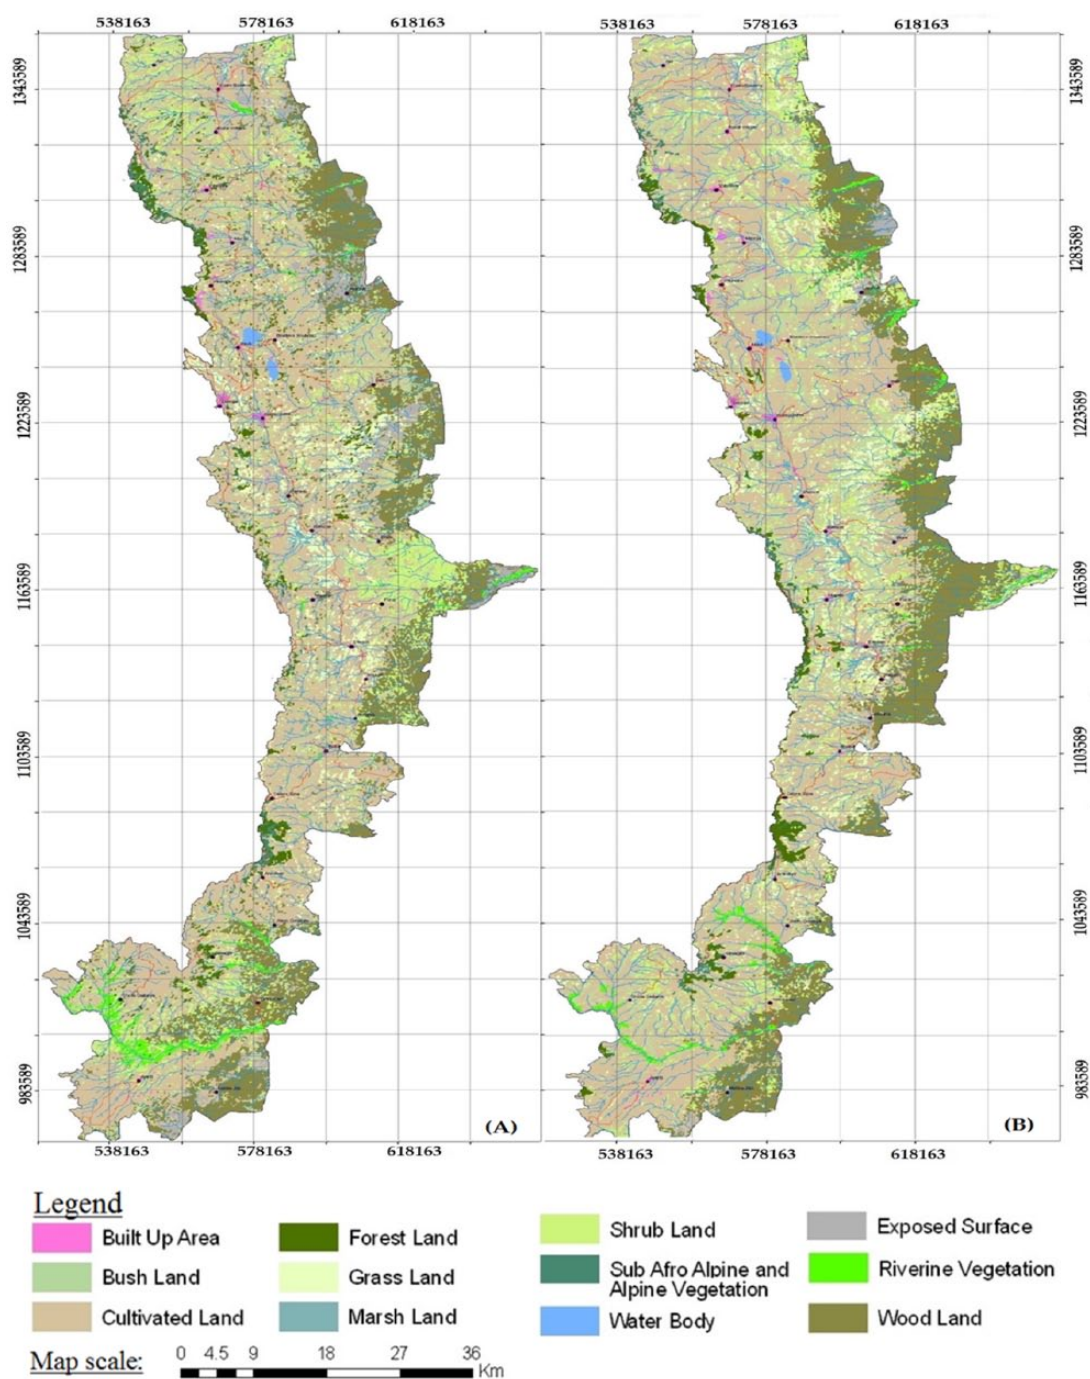 538163 578163 618163 538163 578163 618163
1343589 1343589
1283589 1283589
1223589 1223589
1163589 1163589
1103589 1103589
1043589 1043589
983589 983589
(A) (B)
538163 578163 618163 538163 578163 618163
Legend
Built Up Area Forest Land Shrub Land Exposed Surface
Bush Land Grass Land Sub Afro Alpine and Riverine Vegetation
Alpine Vegetation
Cultivated Land Marsh Land Water Body Wood Land
Map scale: 0 4.5 9 18 27 36
Km